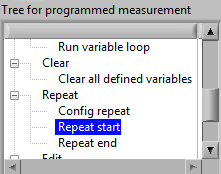 Tree for programmed measurement
Run variable loop
Clear
Clear all defined variables
Repeat
Config repeat
Repeat start
Repeat end
Edit